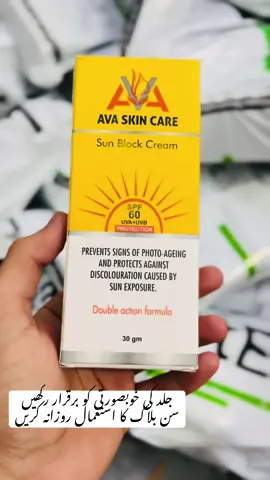 AVA
AVA SKIN CARE
Sun Block Cream
SPF
60
UVA+UVB
PROTECTION
PREVENTS SIGNS OF PHOTO-AGEING
AND PROTECTS AGAINST
DISCOLOURATION CAUSED BY
SUN EXPOSURE.
Double action formula
30 gm
جلد کی خوبصورتی کو برقرار رکھیں
سن بلاک کا استعمال روزانہ کریں